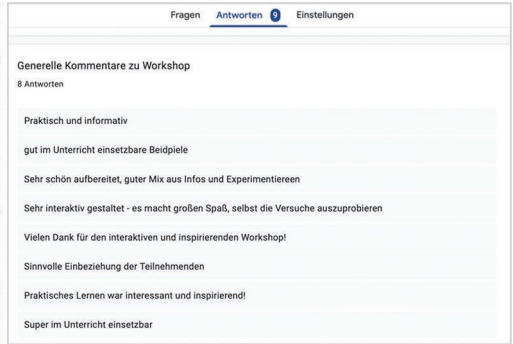 Fragen Antworten 9 Einstellungen
Generelle Kommentare zu Workshop
8 Antworten
Praktisch und informativ
gut im Unterricht einsetzbare Beidpiele
Sehr schön aufbereitet, guter Mix aus Infos und Experimentiereen
Sehr interaktiv gestaltet - es macht großen Spaß, selbst die Versuche auszuprobieren
Vielen Dank für den interaktiven und inspirierenden Workshop!
Sinnvolle Einbeziehung der Teilnehmenden
Praktisches Lernen war interessant und inspirierend!
Super im Unterricht einsetzbar